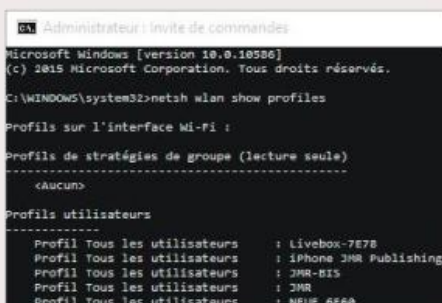 Administrateur : Invite de commandes
Microsoft Windows [version 10.0.10586]
(c) 2015 Microsoft Corporation. Tous droits réservés.
C:\WINDOWS\system32>netsh wlan show profiles
Profils sur l'interface Wi-Fi :
Profils de stratégies de groupe (lecture seule)
---------------------------------------------
<Aucun>
Profils utilisateurs
-------------
Profil Tous les utilisateurs : Livebox-7E78
Profil Tous les utilisateurs : iPhone JMR Publishing
Profil Tous les utilisateurs : JMR-BIS
Profil Tous les utilisateurs : JMR
Profil Tous les utilisateurs : NEUF_6F60